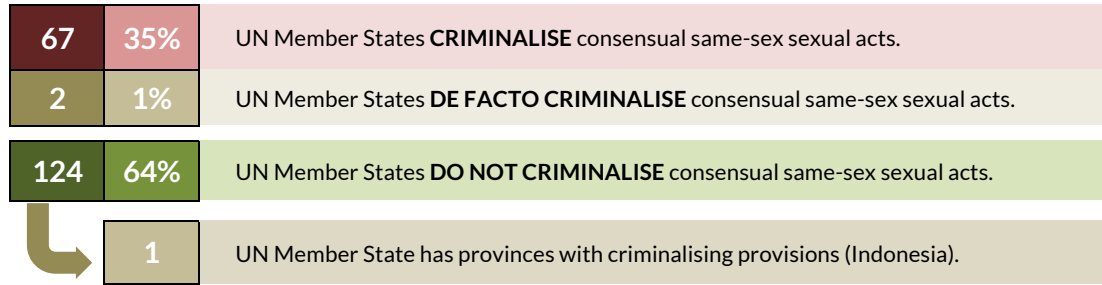 67 35% UN Member States CRIMINALISE consensual same-sex sexual acts.
2 1% UN Member States DE FACTO CRIMINALISE consensual same-sex sexual acts.
124 64% UN Member States DO NOT CRIMINALISE consensual same-sex sexual acts.
1 UN Member State has provinces with criminalising provisions (Indonesia).